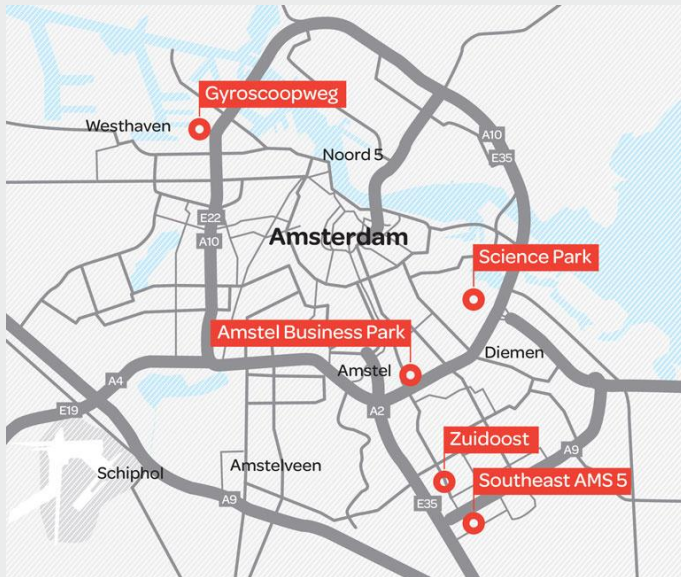 Gyroscoopweg
Westhaven
A10
Noord 5
E35
E22
Amsterdam
A10
Science Park
Amstel Business Park
Diemen
Amstel
A4
E19
A2
Zuidoost
A9
Amstelveen
Schiphol
Southeast AMS 5
A9
E35